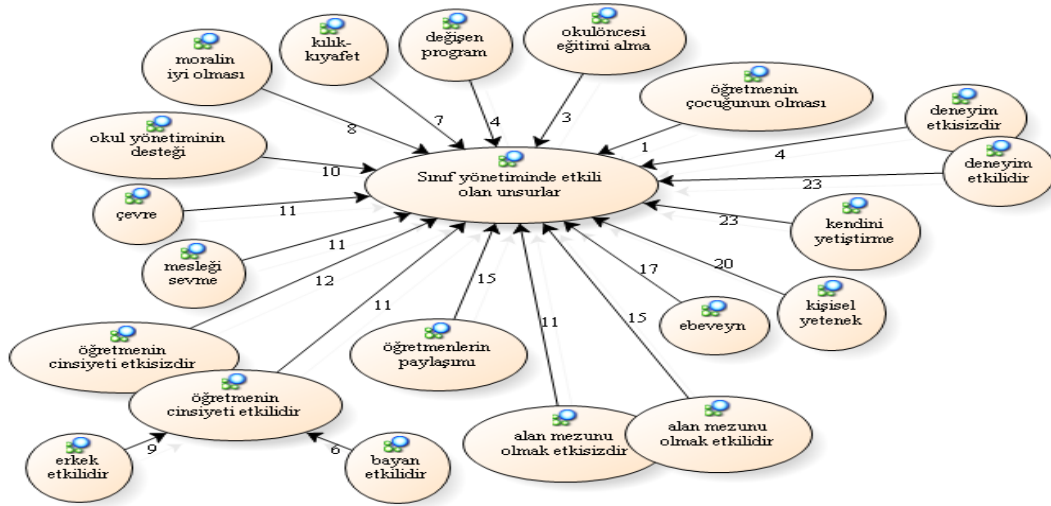 moralin
iyi olması
8
kılık-
kıyafet
7
değişen
program
4
okulöncesi
eğitimi alma
3
öğretmenin
çocuğunun olması
1
deneyim
etkisizdir
4
deneyim
etkilidir
23
okul yönetiminin
desteği
10
Sınıf yönetiminde etkili
olan unsurlar
çevre
11
kendini
yetiştirme
23
mesleği
sevme
11
kişisel
yetenek
20
ebeveyn
17
öğretmenin
cinsiyeti etkisizdir
12
öğretmenin
cinsiyeti etkilidir
11
öğretmenlerin
paylaşımı
15
alan mezunu
olmak etkisizdir
11
alan mezunu
olmak etkilidir
15
erkek
etkilidir
9
bayan
etkilidir
6